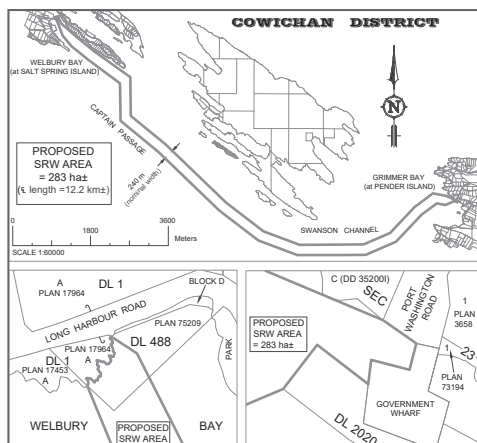 COWICHAN DISTRICT
WELBURY BAY
(at SALT SPRING ISLAND)
CAPTAIN PASSAGE
PROPOSED
SRW AREA
= 283 ha±
(℄ length =12.2 km±)
240 m
(nominal width)
N
GRIMMER BAY
(at PENDER ISLAND)
SWANSON CHANNEL
0
1800
3600
Meters
SCALE 1:60000
A
PLAN 17964
DL 1
BLOCK D
LONG HARBOUR ROAD
PLAN 75209
DL 1
PLAN 17964
A
PLAN 17453
A
DL 488
PARK
WELBURY
BAY
PROPOSED
SRW AREA
C (DD 35200I)
SEC
PORT
WASHINGTON
ROAD
1
PLAN
3658
PROPOSED
SRW AREA
= 283 ha±
23
1
PLAN
73194
GOVERNMENT
WHARF
DL 2020